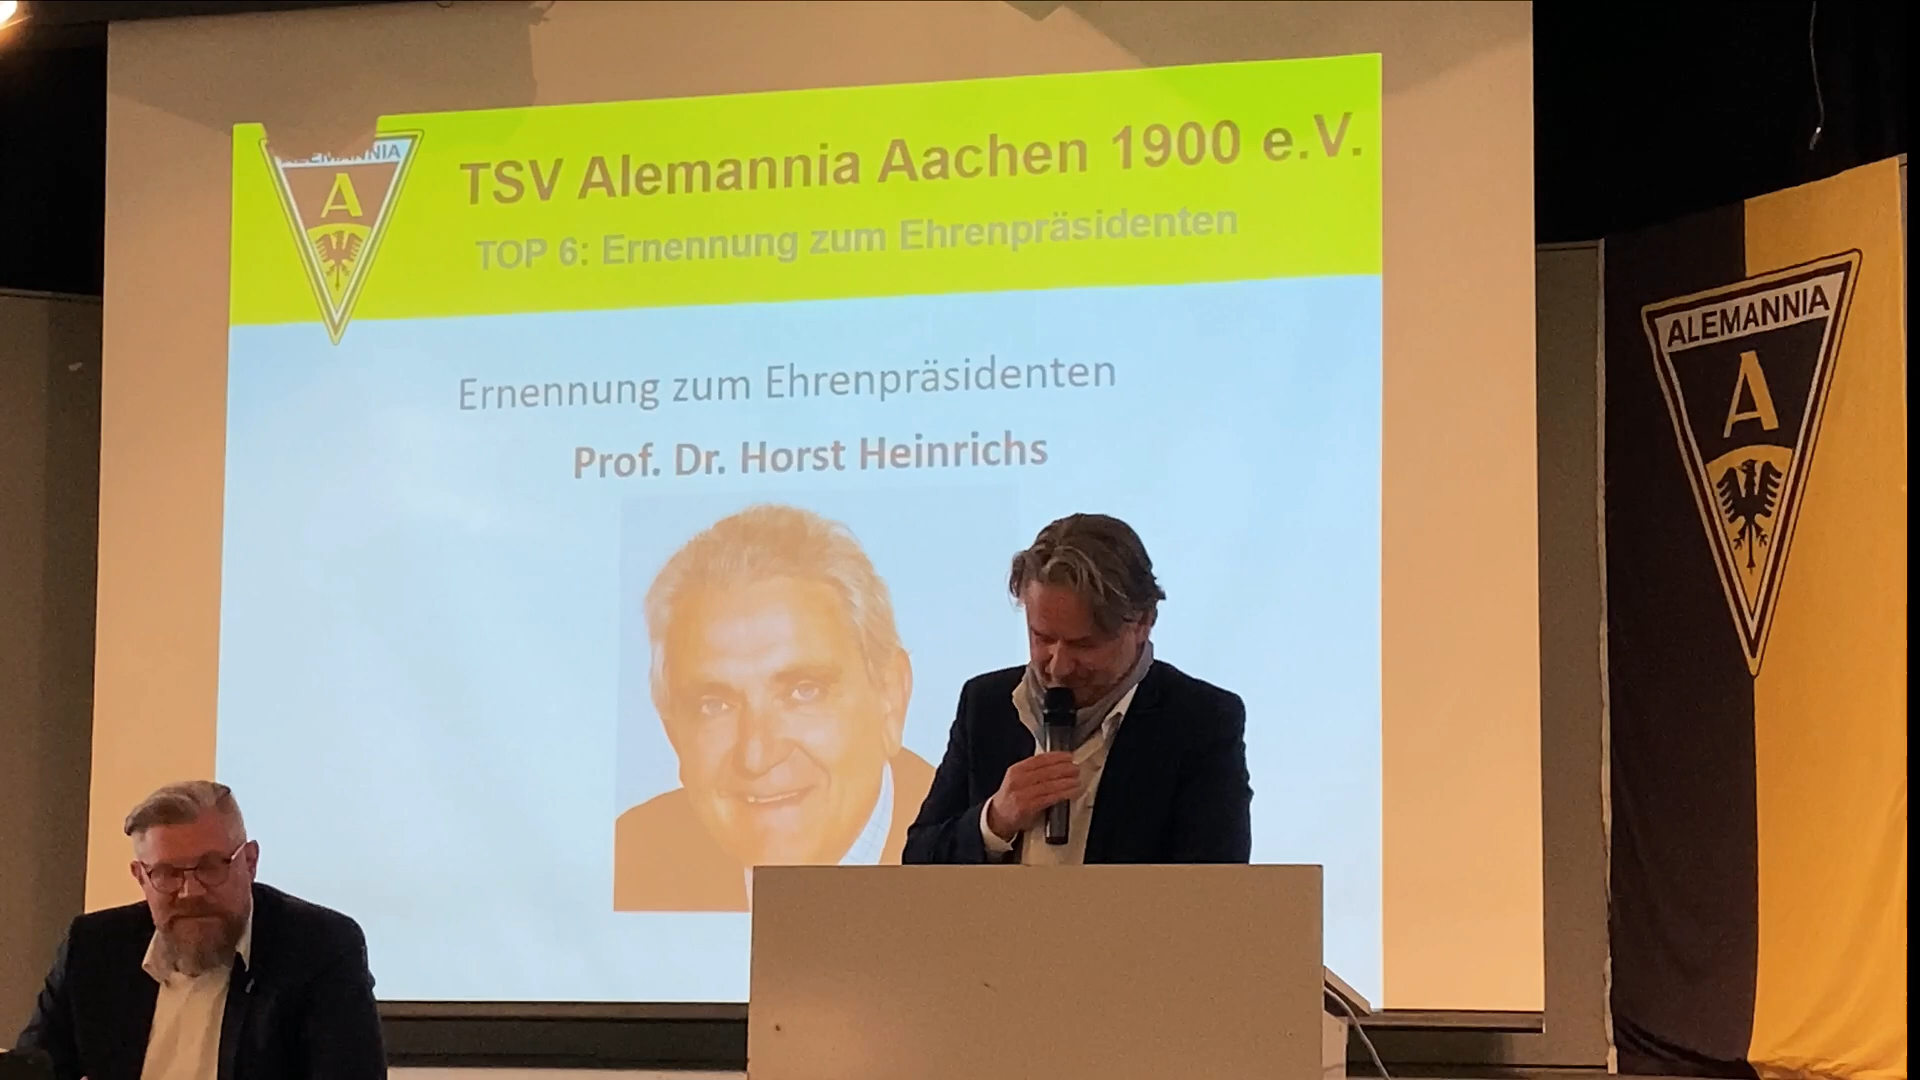 ALEMANNIA
A
TSV Alemannia Aachen 1900 e.V.
TOP 6: Ernennung zum Ehrenpräsidenten
Ernennung zum Ehrenpräsidenten
Prof. Dr. Horst Heinrichs
ALEMANNIA
A